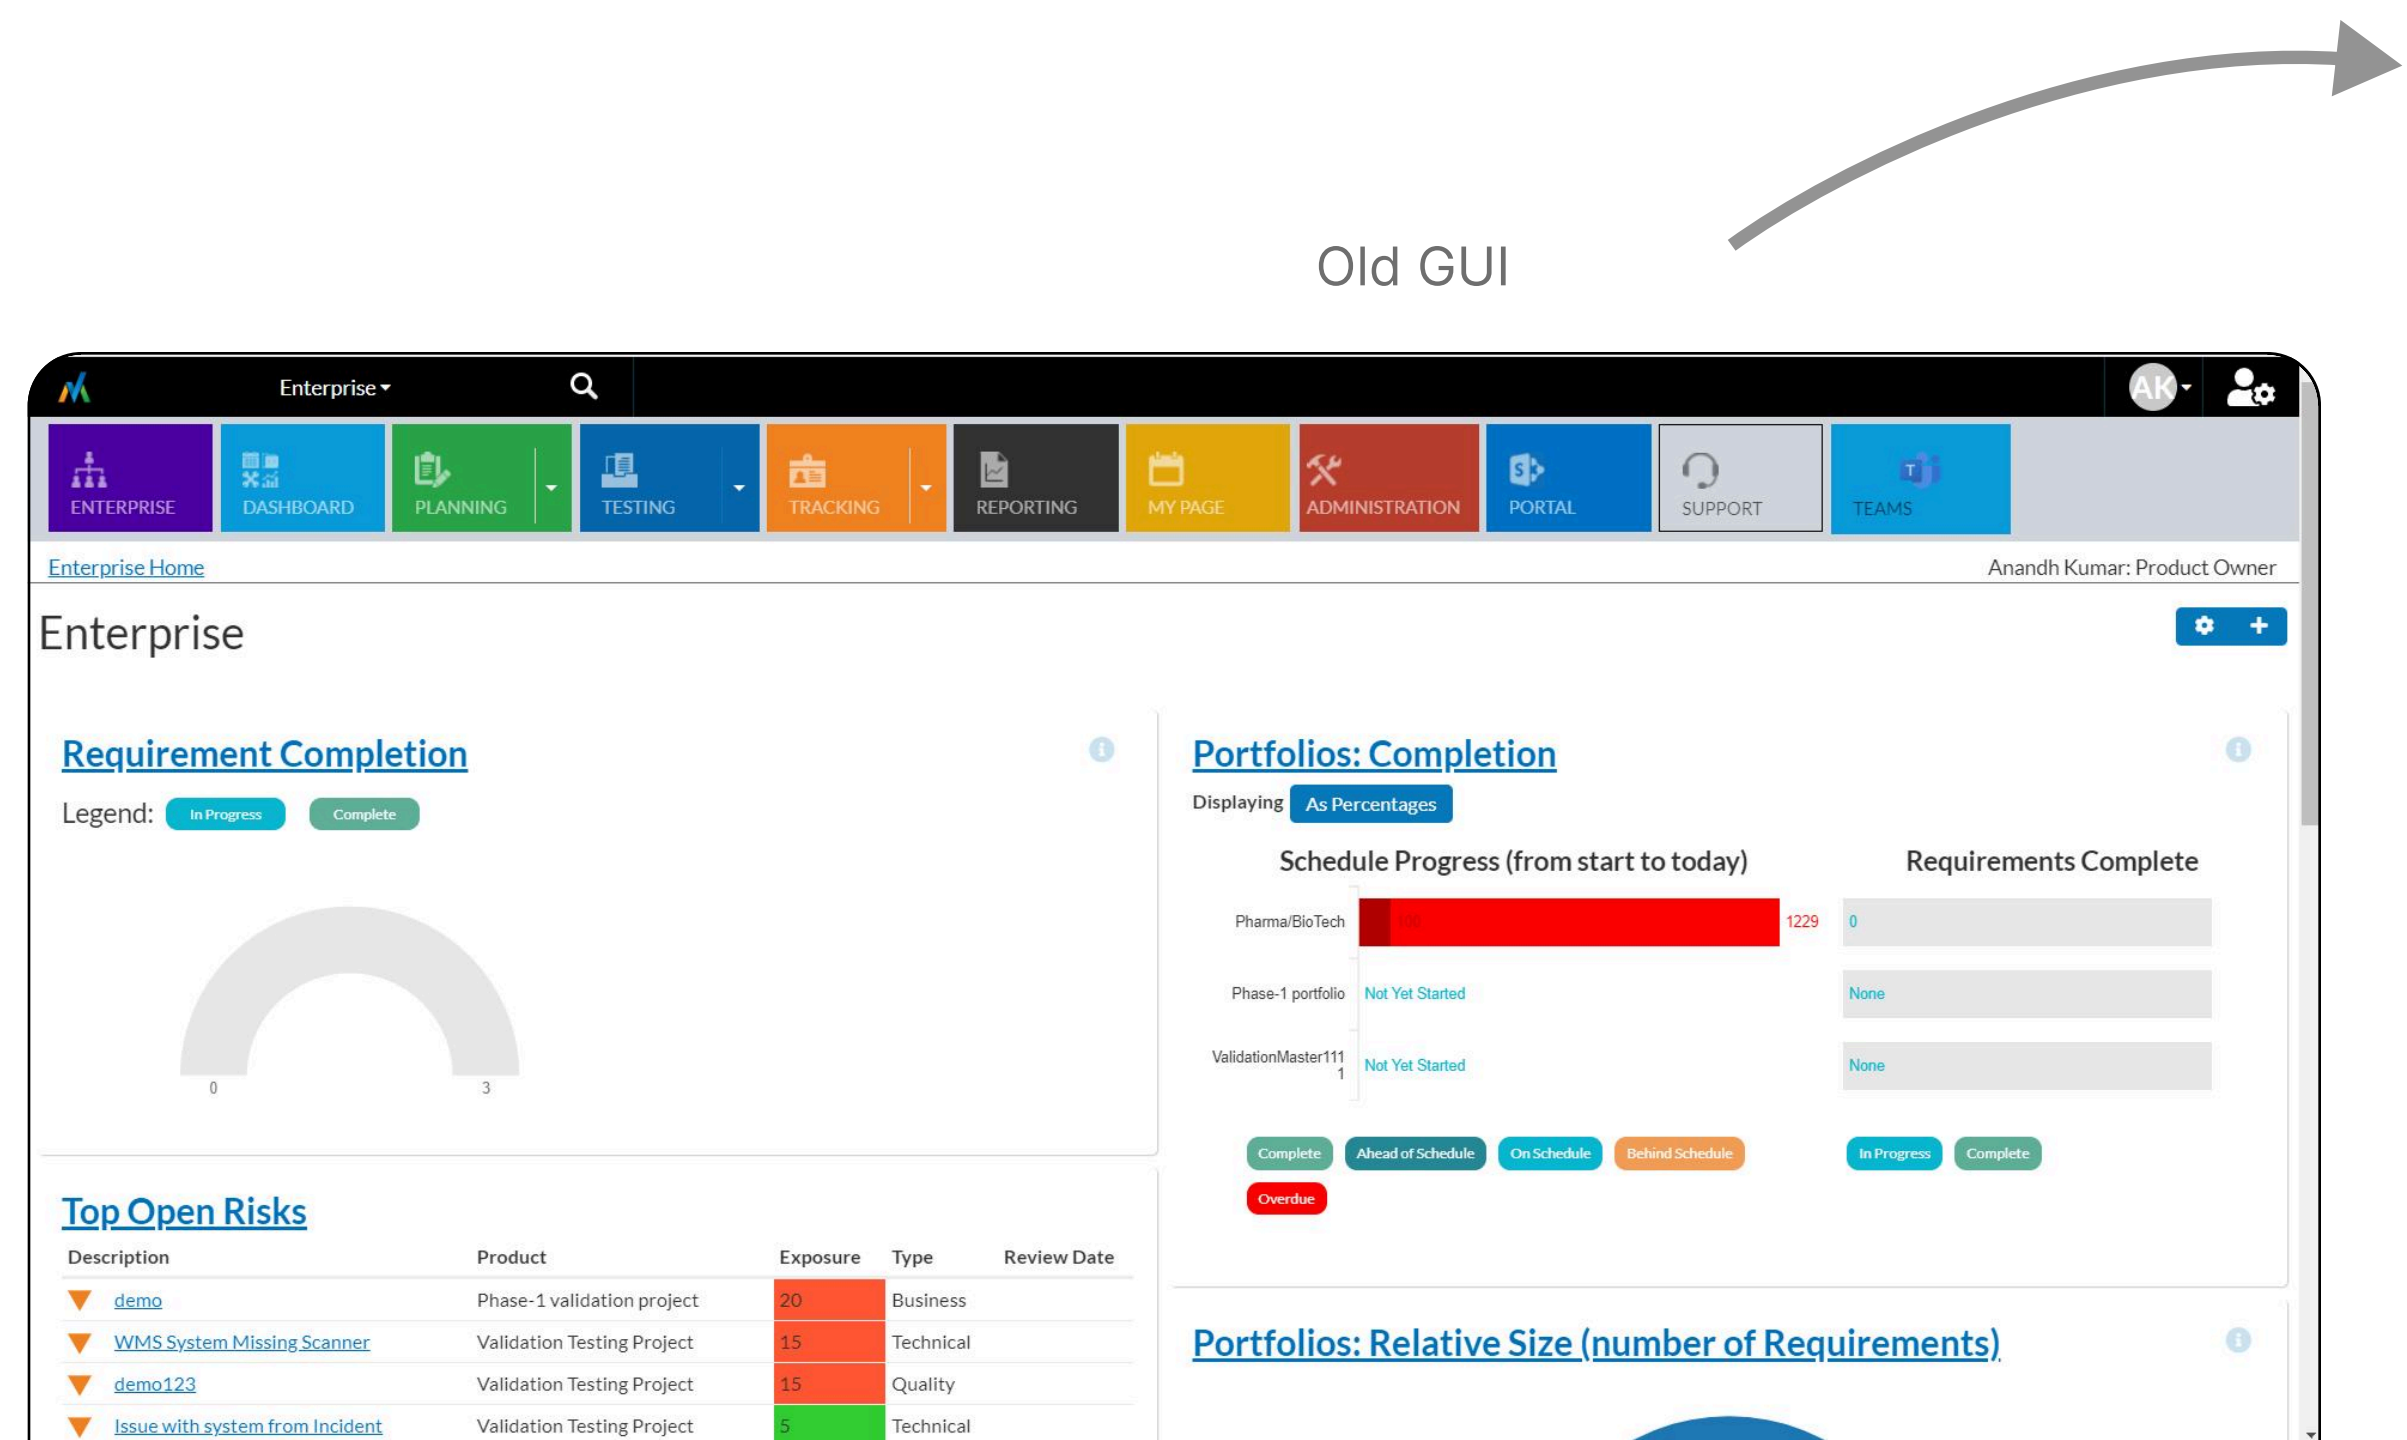 Old GUI
Enterprise
AK
ENTERPRISE
DASHBOARD
PLANNING
TESTING
TRACKING
REPORTING
MY PAGE
ADMINISTRATION
PORTAL
SUPPORT
TEAMS
Enterprise Home
Anandh Kumar: Product Owner
Enterprise
Requirement Completion
Legend: In Progress Complete
0 3
Top Open Risks
Description Product Exposure Type Review Date
demo Phase-1 validation project 20 Business
WMS System Missing Scanner Validation Testing Project 15 Technical
demo123 Validation Testing Project 15 Quality
Issue with system from Incident Validation Testing Project 5 Technical
Portfolios: Completion
Displaying As Percentages
Schedule Progress (from start to today) Requirements Complete
Pharma/BioTech 100 1229 0
Phase-1 portfolio Not Yet Started None
ValidationMaster111
1 Not Yet Started None
Complete Ahead of Schedule On Schedule Behind Schedule In Progress Complete
Overdue
Portfolios: Relative Size (number of Requirements)